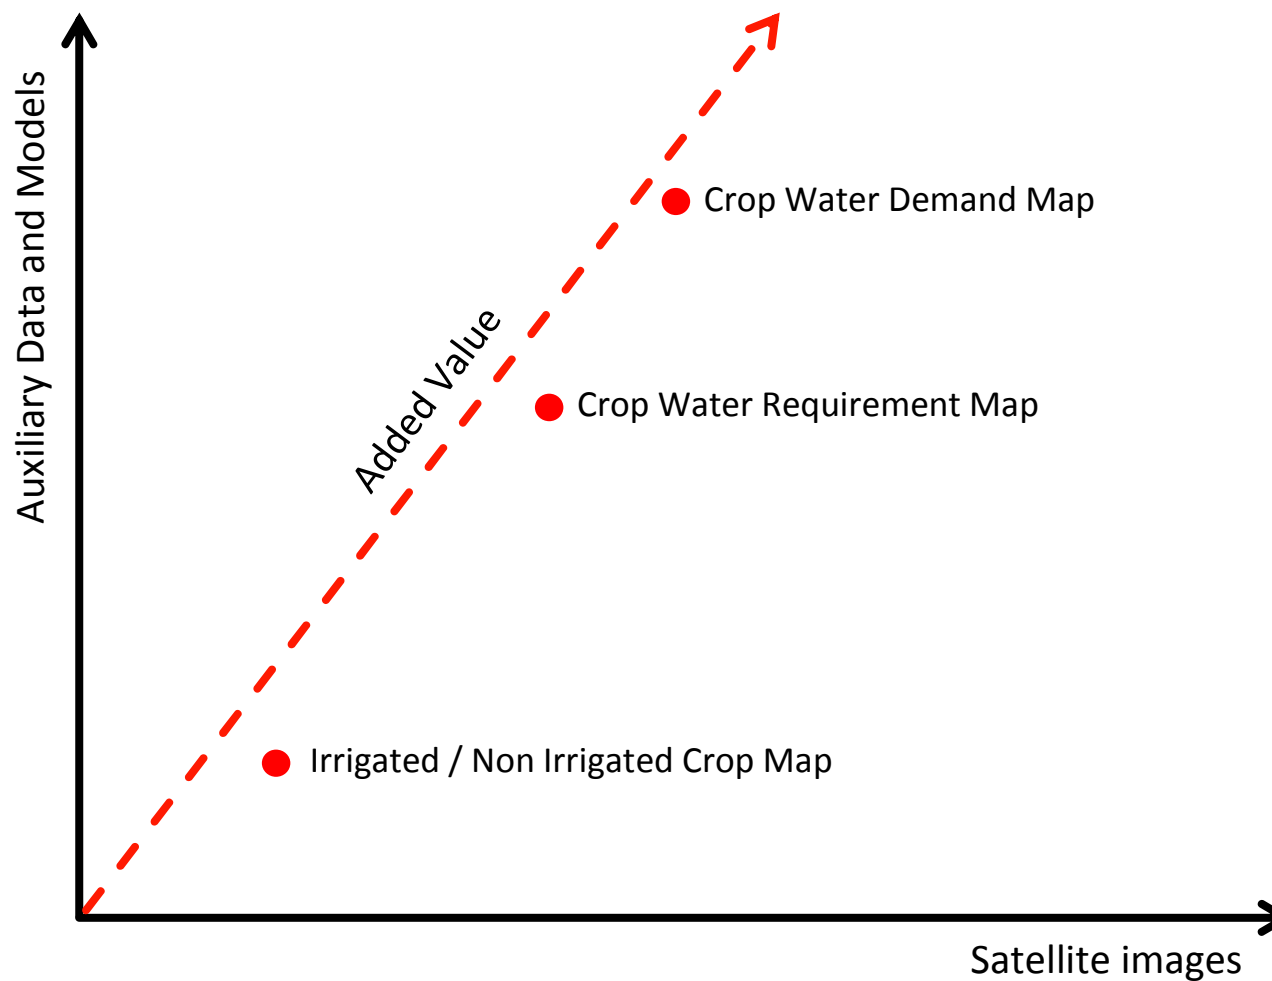 Auxiliary Data and Models
Crop Water Demand Map
Added Value
Crop Water Requirement Map
Irrigated / Non Irrigated Crop Map
Satellite images